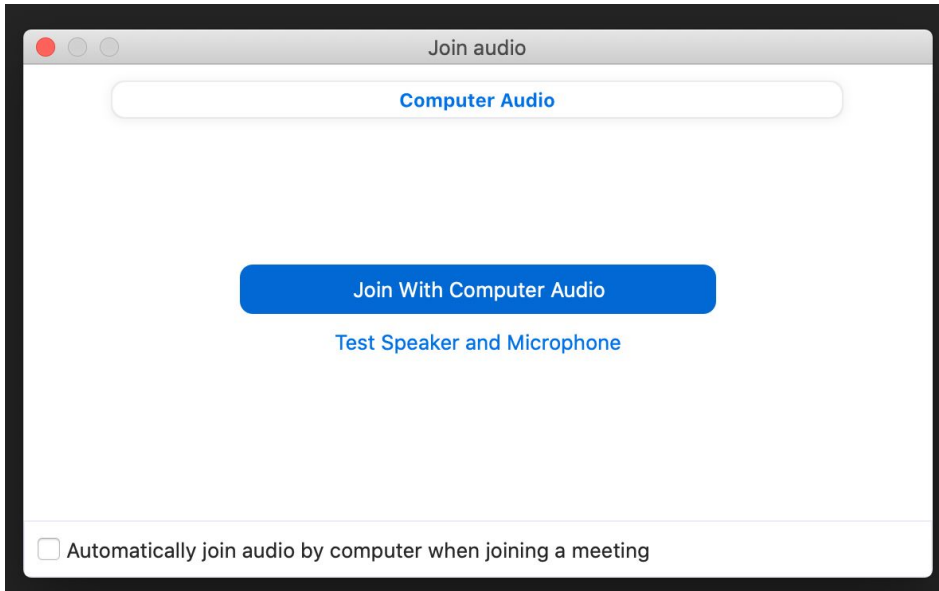 Join audio
Computer Audio
Join With Computer Audio
Test Speaker and Microphone
Automatically join audio by computer when joining a meeting